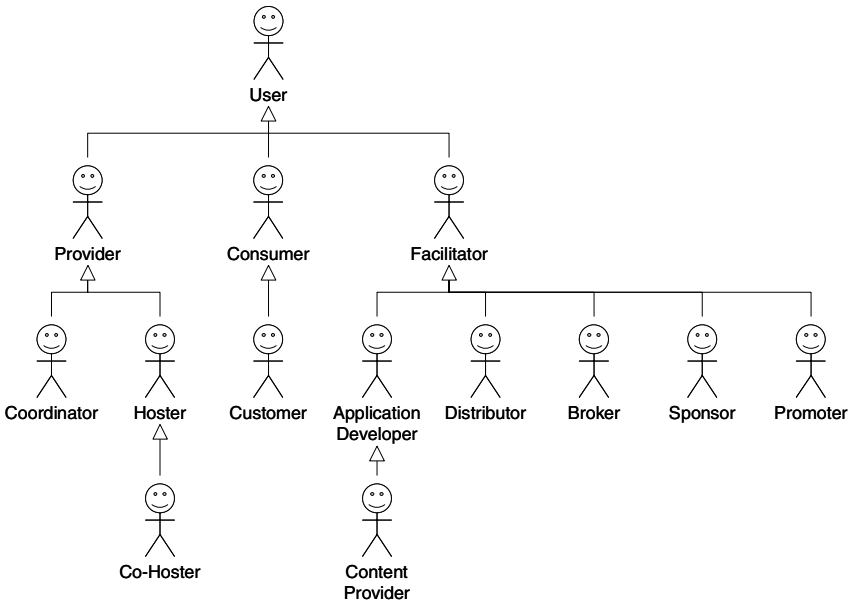 User
Provider
Consumer
Facilitator
Coordinator
Hoster
Customer
Application
Developer
Distributor
Broker
Sponsor
Promoter
Co-Hoster
Content
Provider